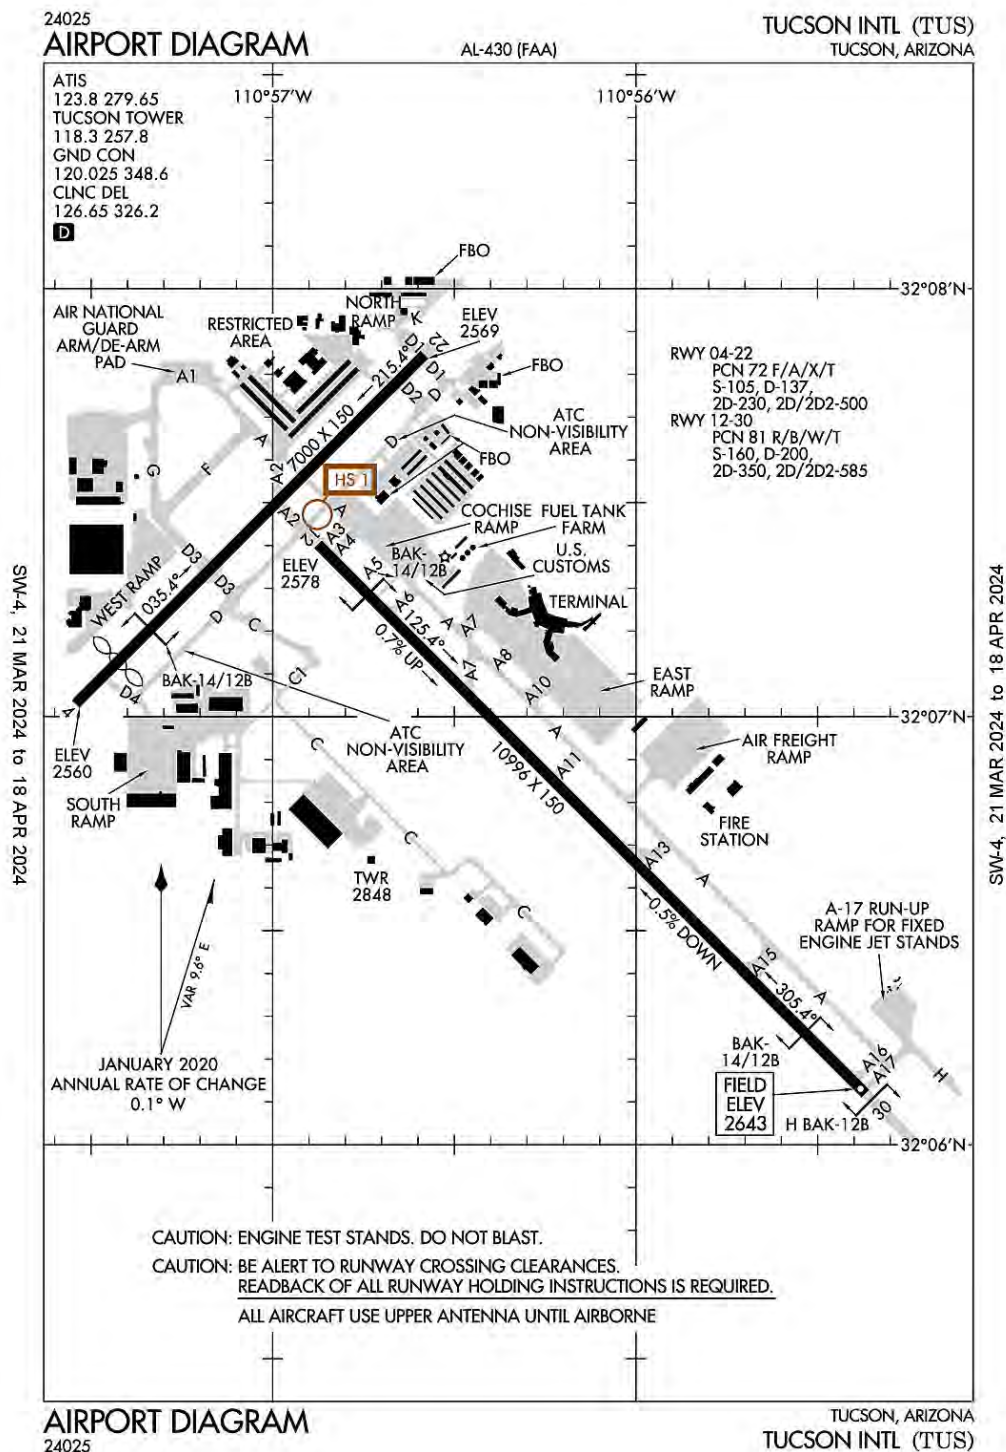 24025
AIRPORT DIAGRAM
AL-430 (FAA)
TUCSON INTL (TUS)
TUCSON, ARIZONA
ATIS
123.8 279.65
TUCSON TOWER
118.3 257.8
GND CON
120.025 348.6
CLNC DEL
126.65 326.2
D
110°57'W
110°56'W
FBO
32°08'N
AIR NATIONAL
GUARD
ARM/DE-ARM
PAD
RESTRICTED
AREA
NORTH
RAMP
K
ELEV
2569
22
D1
D1
D2
D
FBO
RWY 04-22
PCN 72 F/A/X/T
S-105, D-137,
2D-230, 2D/2D2-500
RWY 12-30
PCN 81 R/B/W/T
S-160, D-200,
2D-350, 2D/2D2-585
A1
215.4°
7000 X 150
ATC
NON-VISIBILITY
AREA
D
FBO
A
G
F
A2
HS 1
A2
A
A3
A4
12
COCHISE
RAMP
FUEL TANK
FARM
U.S.
CUSTOMS
BAK-
14/12B
ELEV
2578
A5
A6
A
A7
TERMINAL
WEST RAMP
D3
035.4°
D3
D
C
125.4°
0.7% UP
A7
A8
A10
EAST
RAMP
C1
BAK-14/12B
D4
4
32°07'N
ELEV
2560
SOUTH
RAMP
C
ATC
NON-VISIBILITY
AREA
A
A11
10996 X 150
AIR FREIGHT
RAMP
FIRE
STATION
C
TWR
2848
A13
A
C
0.5% DOWN
A-17 RUN-UP
RAMP FOR FIXED
ENGINE JET STANDS
A15
305.4°
A
VAR 9.6° E
BAK-
14/12B
A16
A17
H
FIELD
ELEV
2643
30
H BAK-12B
JANUARY 2020
ANNUAL RATE OF CHANGE
0.1° W
32°06'N
CAUTION: ENGINE TEST STANDS. DO NOT BLAST.
CAUTION: BE ALERT TO RUNWAY CROSSING CLEARANCES.
READBACK OF ALL RUNWAY HOLDING INSTRUCTIONS IS REQUIRED.
ALL AIRCRAFT USE UPPER ANTENNA UNTIL AIRBORNE
SW-4, 21 MAR 2024 to 18 APR 2024
SW-4, 21 MAR 2024 to 18 APR 2024
AIRPORT DIAGRAM
24025
TUCSON, ARIZONA
TUCSON INTL (TUS)